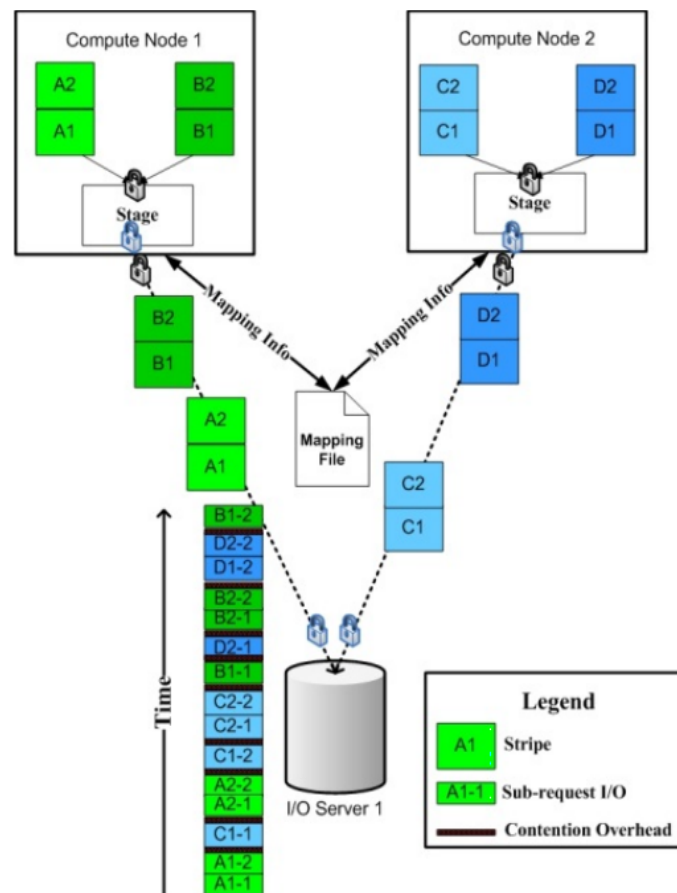 Compute Node 1
A2
A1
B2
B1
Stage
Compute Node 2
C2
C1
D2
D1
Stage
Mapping Info
Mapping Info
B2
B1
A2
A1
Mapping
File
D2
D1
C2
C1
Time
B1-2
D2-2
D1-2
B2-2
B2-1
D2-1
B1-1
C2-2
C2-1
C1-2
A2-2
A2-1
C1-1
A1-2
A1-1
I/O Server 1
Legend
A1
Stripe
A1-1
Sub-request I/O
Contention Overhead